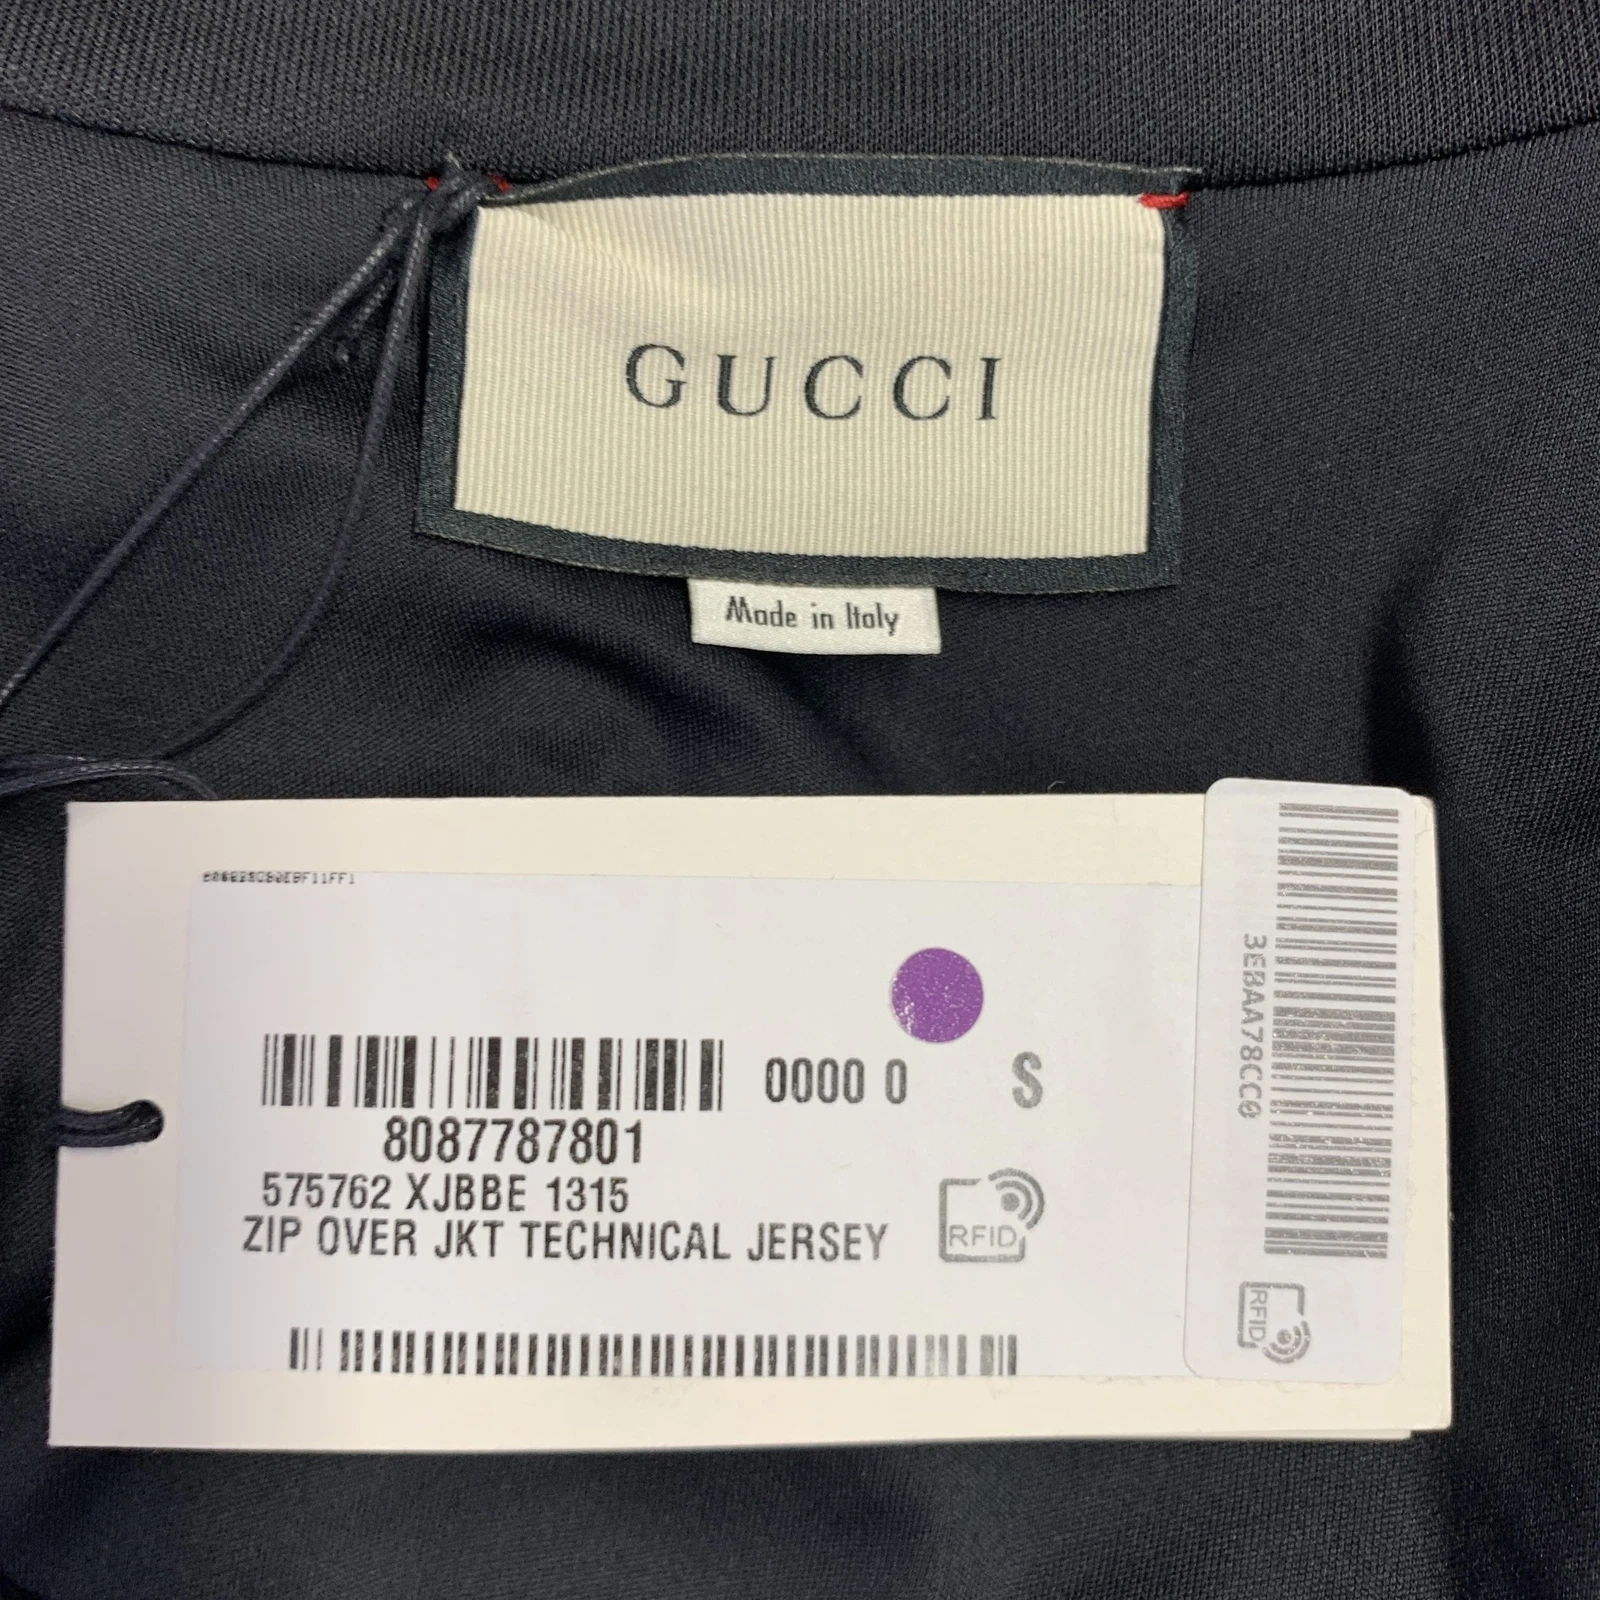 GUCCI
Made in Italy
0000 0 S
8087787801
575762 XJBBE 1315
ZIP OVER JKT TECHNICAL JERSEY
RFID
3EBAA78CC0
RFID